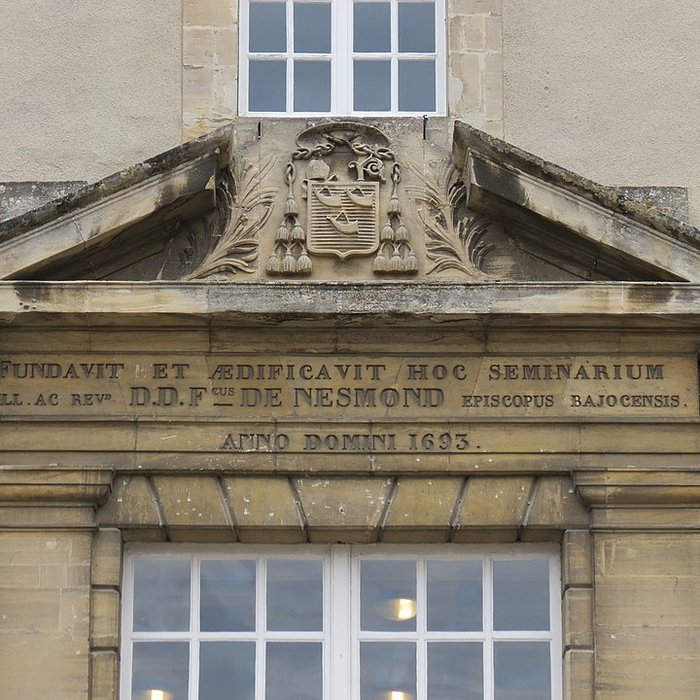 FUNDAVIT ET ÆDIFICAVIT HOC SEMINARIUM
ILL. AC REVD D.D. FCUS DE NESMOND EPISCOPUS BAJOCENSIS.
ANNO DOMINI 1693.